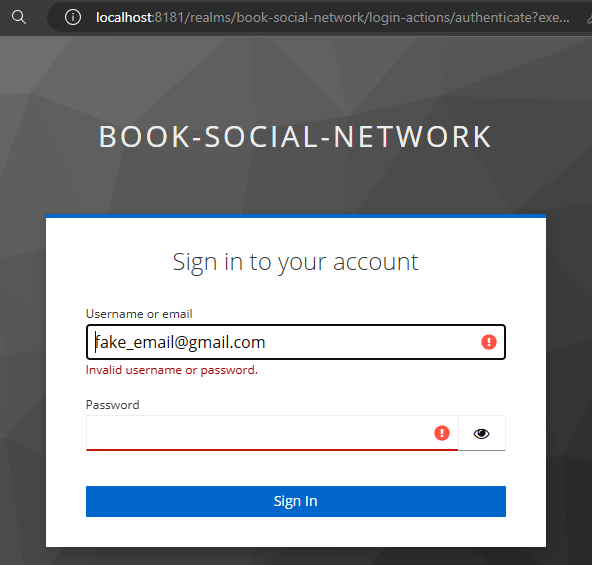 localhost:8181/realms/book-social-network/login-actions/authenticate?exe...
BOOK-SOCIAL-NETWORK
Sign in to your account
Username or email
fake_email@gmail.com
Invalid username or password.
Password
Sign In